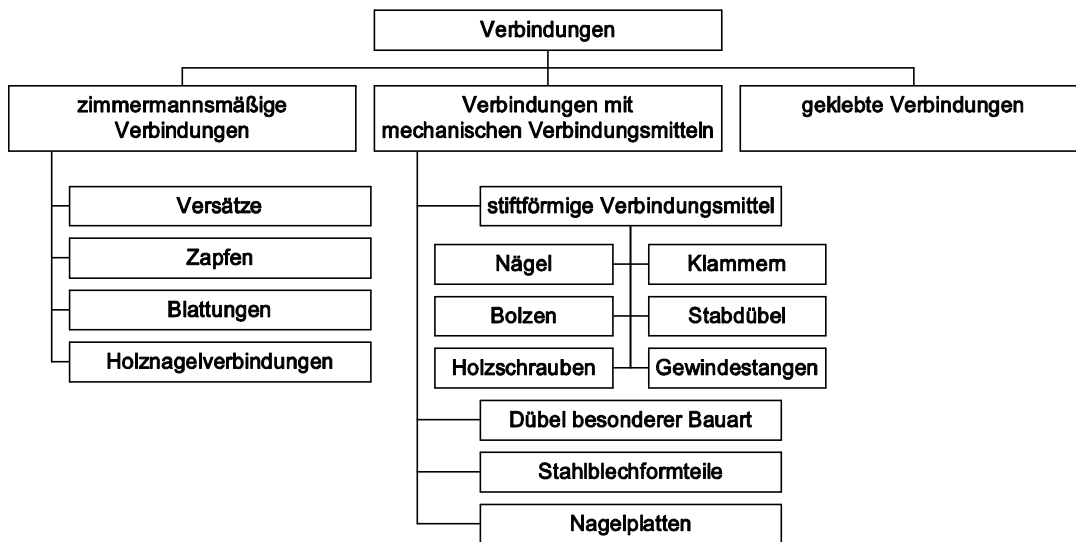 Verbindungen
zimmermannsmäßige
Verbindungen
Verbindungen mit
mechanischen Verbindungsmitteln
geklebte Verbindungen
Versätze
Zapfen
Blattungen
Holznagelverbindungen
stiftförmige Verbindungsmittel
Nägel
Klammern
Bolzen
Stabdübel
Holzschrauben
Gewindestangen
Dübel besonderer Bauart
Stahlblechformteile
Nagelplatten